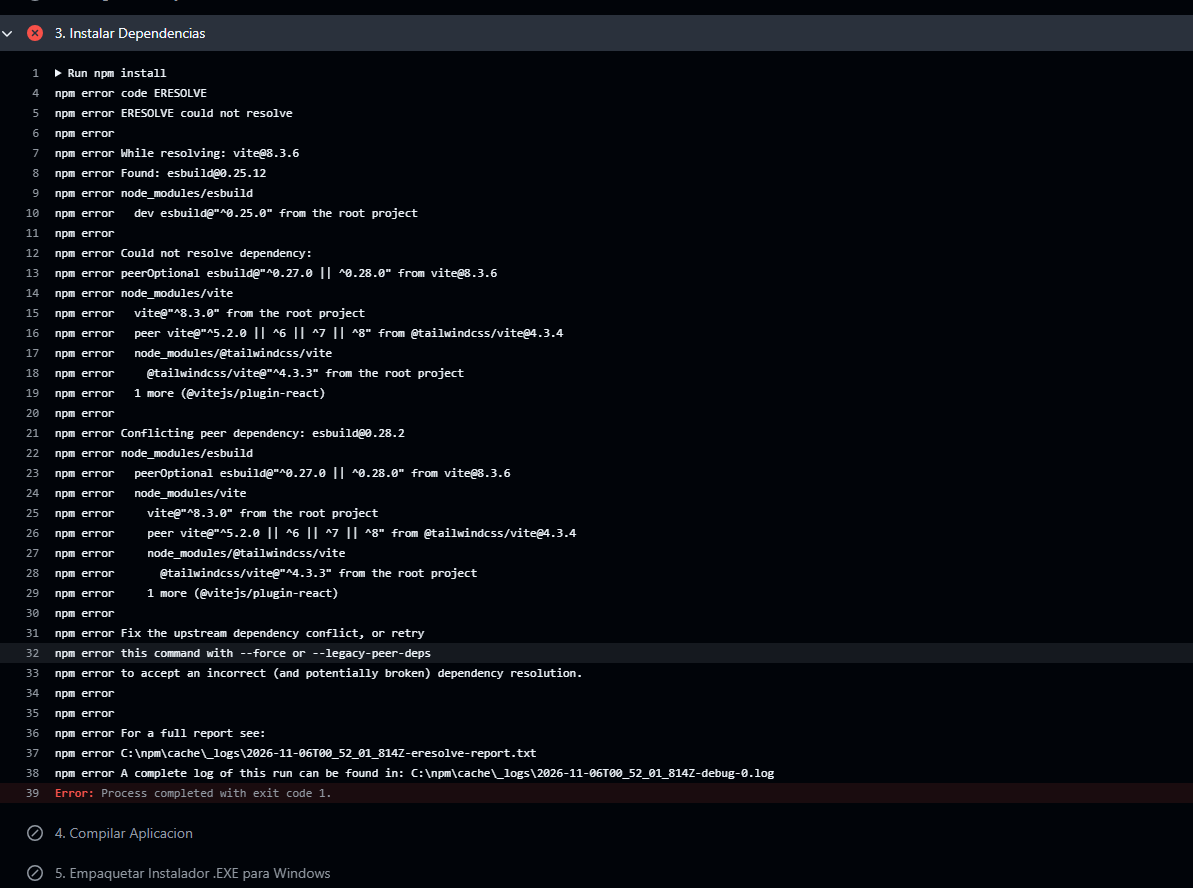 3. Instalar Dependencias
1 Run npm install
4 npm error code ERESOLVE
5 npm error ERESOLVE could not resolve
6 npm error
7 npm error While resolving: vite@8.3.6
8 npm error Found: esbuild@0.25.12
9 npm error node_modules/esbuild
10 npm error   dev esbuild@"^0.25.0" from the root project
11 npm error
12 npm error Could not resolve dependency:
13 npm error peerOptional esbuild@"^0.27.0 || ^0.28.0" from vite@8.3.6
14 npm error node_modules/vite
15 npm error   vite@"^8.3.0" from the root project
16 npm error   peer vite@"^5.2.0 || ^6 || ^7 || ^8" from @tailwindcss/vite@4.3.4
17 npm error   node_modules/@tailwindcss/vite
18 npm error     @tailwindcss/vite@"^4.3.3" from the root project
19 npm error   1 more (@vitejs/plugin-react)
20 npm error
21 npm error Conflicting peer dependency: esbuild@0.28.2
22 npm error node_modules/esbuild
23 npm error   peerOptional esbuild@"^0.27.0 || ^0.28.0" from vite@8.3.6
24 npm error   node_modules/vite
25 npm error     vite@"^8.3.0" from the root project
26 npm error     peer vite@"^5.2.0 || ^6 || ^7 || ^8" from @tailwindcss/vite@4.3.4
27 npm error     node_modules/@tailwindcss/vite
28 npm error       @tailwindcss/vite@"^4.3.3" from the root project
29 npm error     1 more (@vitejs/plugin-react)
30 npm error
31 npm error Fix the upstream dependency conflict, or retry
32 npm error this command with --force or --legacy-peer-deps
33 npm error to accept an incorrect (and potentially broken) dependency resolution.
34 npm error
35 npm error
36 npm error For a full report see:
37 npm error C:\npm\cache\_logs\2026-11-06T00_52_01_814Z-eresolve-report.txt
38 npm error A complete log of this run can be found in: C:\npm\cache\_logs\2026-11-06T00_52_01_814Z-debug-0.log
39 Error: Process completed with exit code 1.
4. Compilar Aplicacion
5. Empaquetar Instalador .EXE para Windows